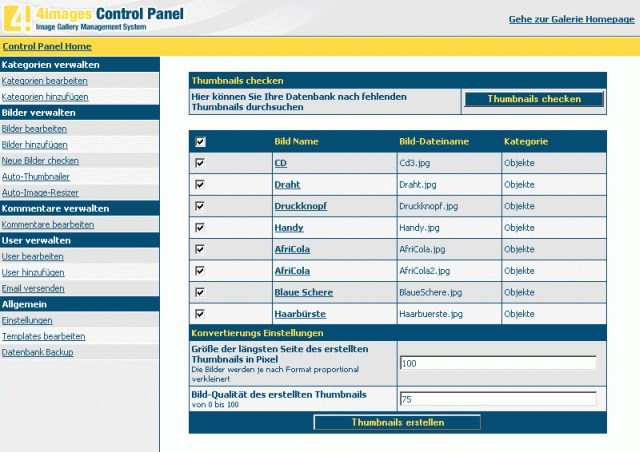 4! 4images Control Panel
Image Gallery Management System
Gehe zur Galerie Homepage
Control Panel Home
Kategorien verwalten
Kategorien bearbeiten
Kategorien hinzufügen
Bilder verwalten
Bilder bearbeiten
Bilder hinzufügen
Neue Bilder checken
Auto-Thumbnailer
Auto-Image-Resizer
Kommentare verwalten
Kommentare bearbeiten
User verwalten
User bearbeiten
User hinzufügen
Email versenden
Allgemein
Einstellungen
Templates bearbeiten
Datenbank Backup
Thumbnails checken
Hier können Sie Ihre Datenbank nach fehlenden
Thumbnails durchsuchen
Thumbnails checken
Bild Name Bild-Dateiname Kategorie
CD Cd3.jpg Objekte
Draht Draht.jpg Objekte
Druckknopf Druckknopf.jpg Objekte
Handy Handy.jpg Objekte
AfriCola AfriCola.jpg Objekte
AfriCola AfriCola2.jpg Objekte
Blaue Schere BlaueSchere.jpg Objekte
Haarbürste Haarbuerste.jpg Objekte
Konvertierungs Einstellungen
Größe der längsten Seite des erstellten
Thumbnails in Pixel
Die Bilder werden je nach Format proportional
verkleinert
100
Bild-Qualität des erstellten Thumbnails
von 0 bis 100
75
Thumbnails erstellen